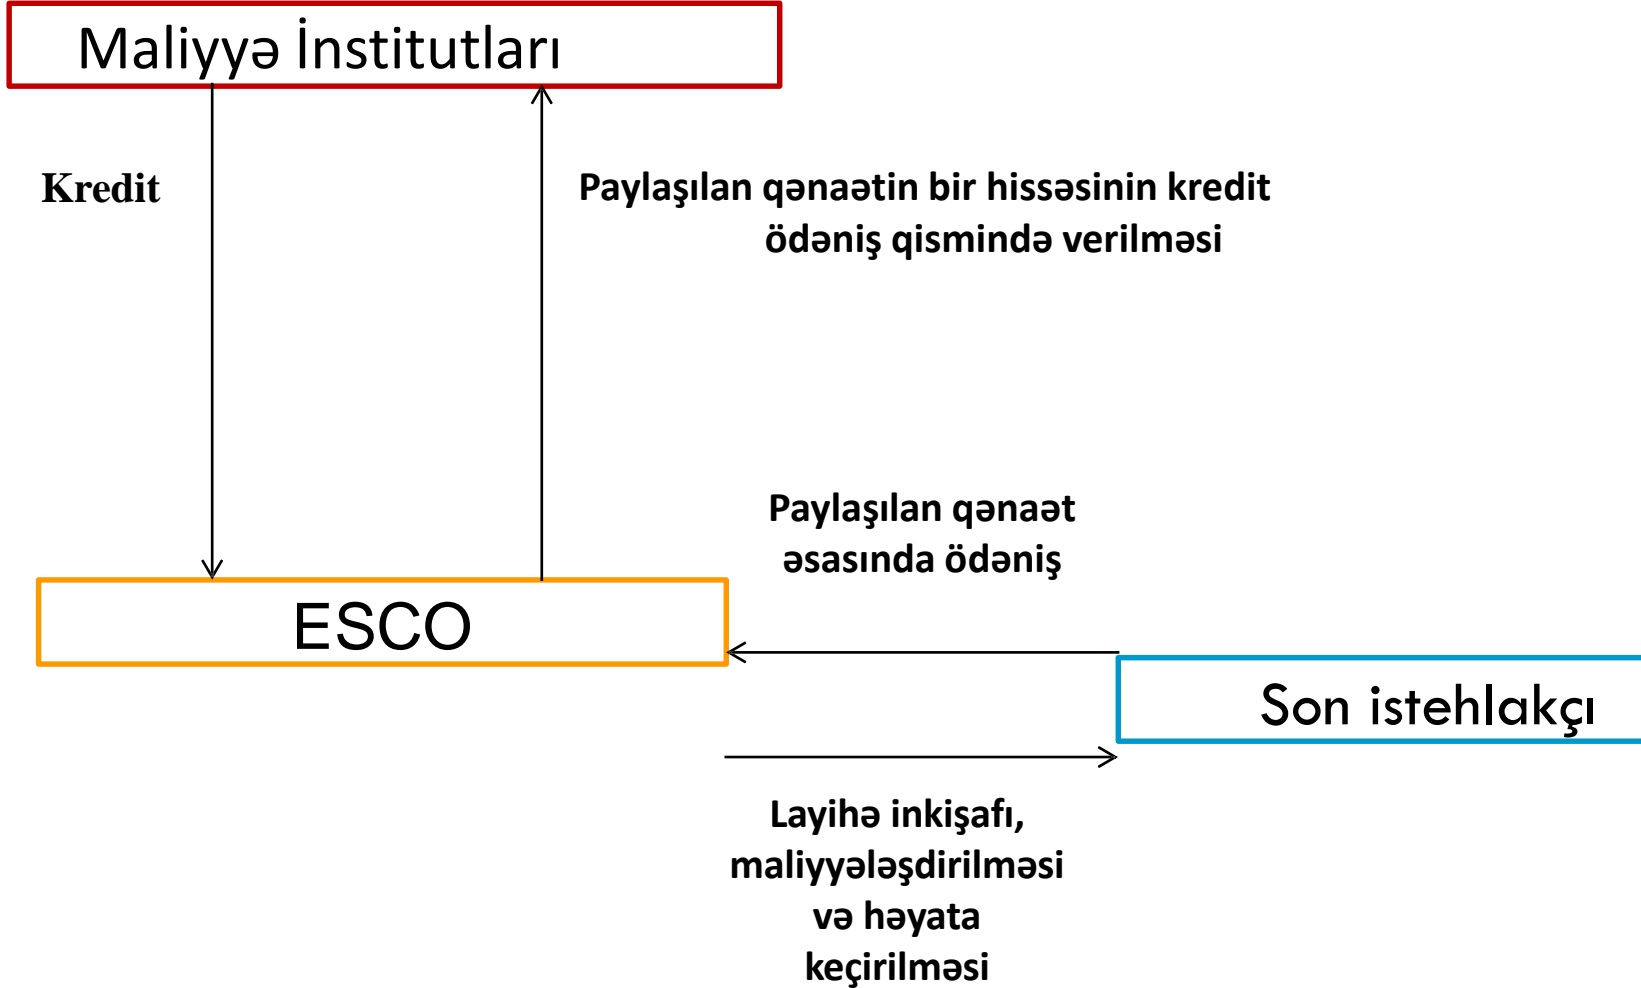 Maliyyə İnstitutları
Kredit
Paylaşılan qənaətin bir hissəsinin kredit
ödəniş qismində verilməsi
Paylaşılan qənaət
əsasında ödəniş
ESCO
Son istehlakçı
Layihə inkişafı,
maliyyələşdirilməsi
və həyata
keçirilməsi